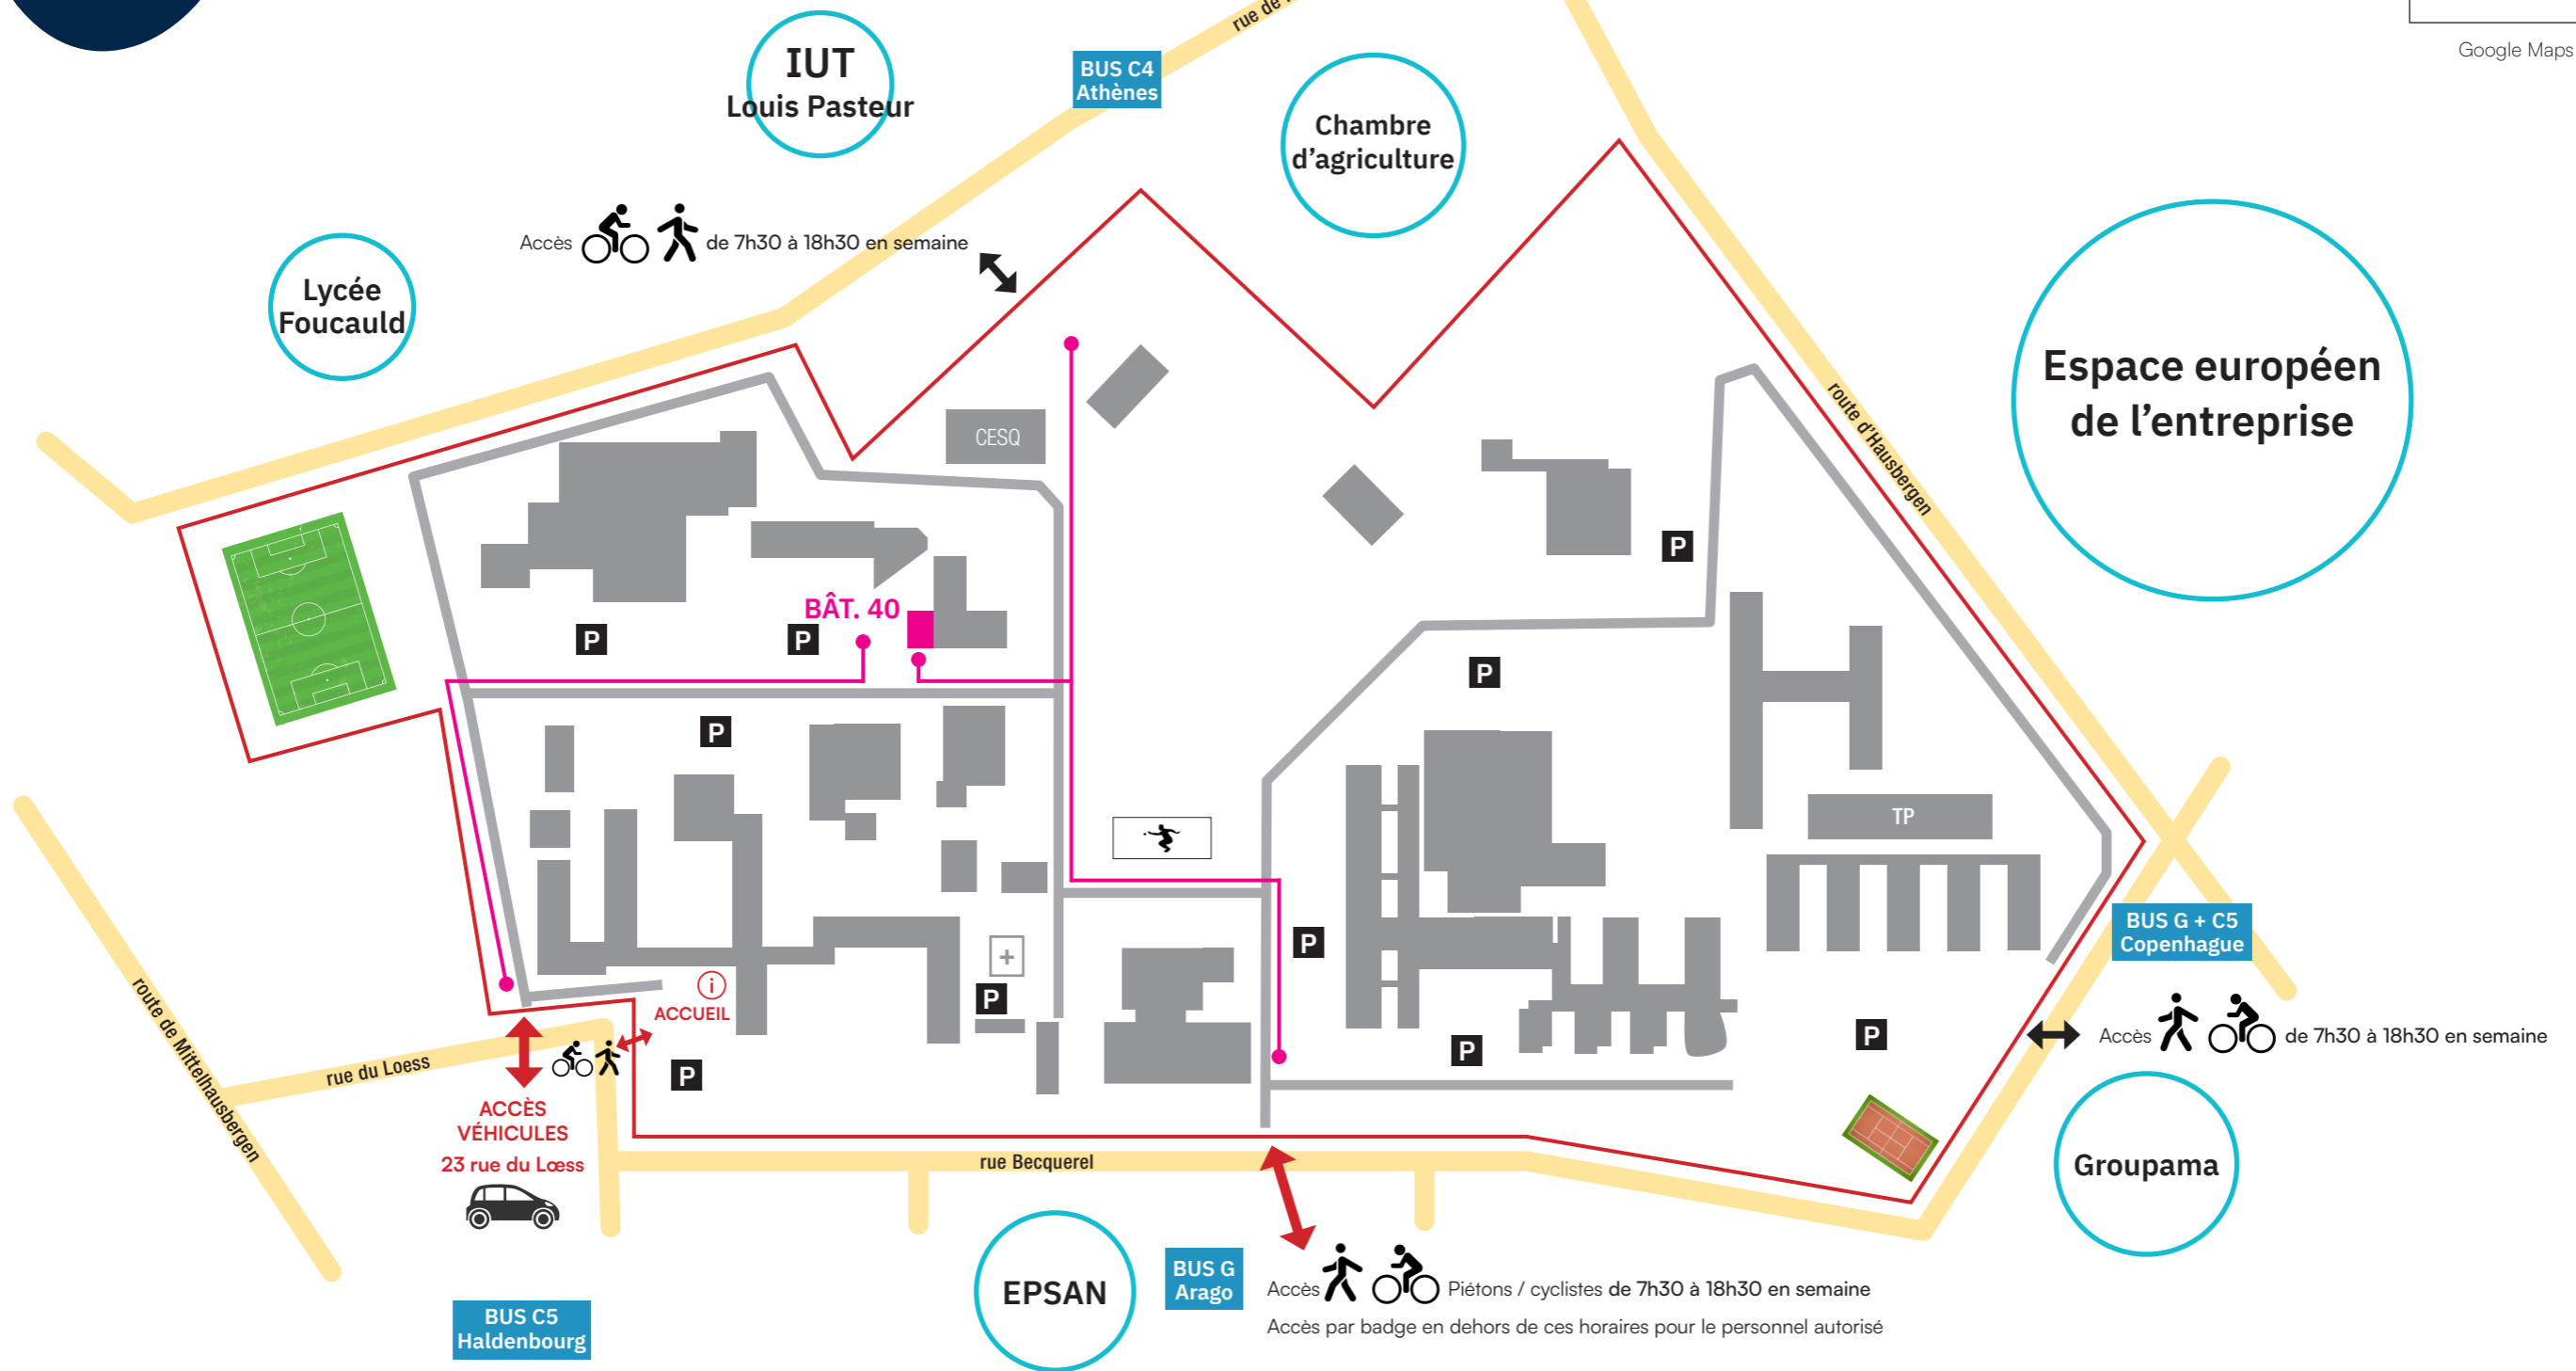 Google Maps
rue de
IUT
Louis Pasteur
BUS C4
Athènes
Chambre
d’agriculture
Accès de 7h30 à 18h30 en semaine
Lycée
Foucauld
Espace européen
de l’entreprise
route d'Hausbergen
CESQ
P
BÂT. 40
P
P
P
P
TP
P
BUS G + C5
Copenhague
+
P
i
ACCUEIL
P
P
P
P
Accès de 7h30 à 18h30 en semaine
route de Mittelhausbergen
rue du Loess
ACCÈS
VÉHICULES
23 rue du Lœss
rue Becquerel
Groupama
EPSAN
BUS G
Arago
Accès Piétons / cyclistes de 7h30 à 18h30 en semaine
Accès par badge en dehors de ces horaires pour le personnel autorisé
BUS C5
Haldenbourg